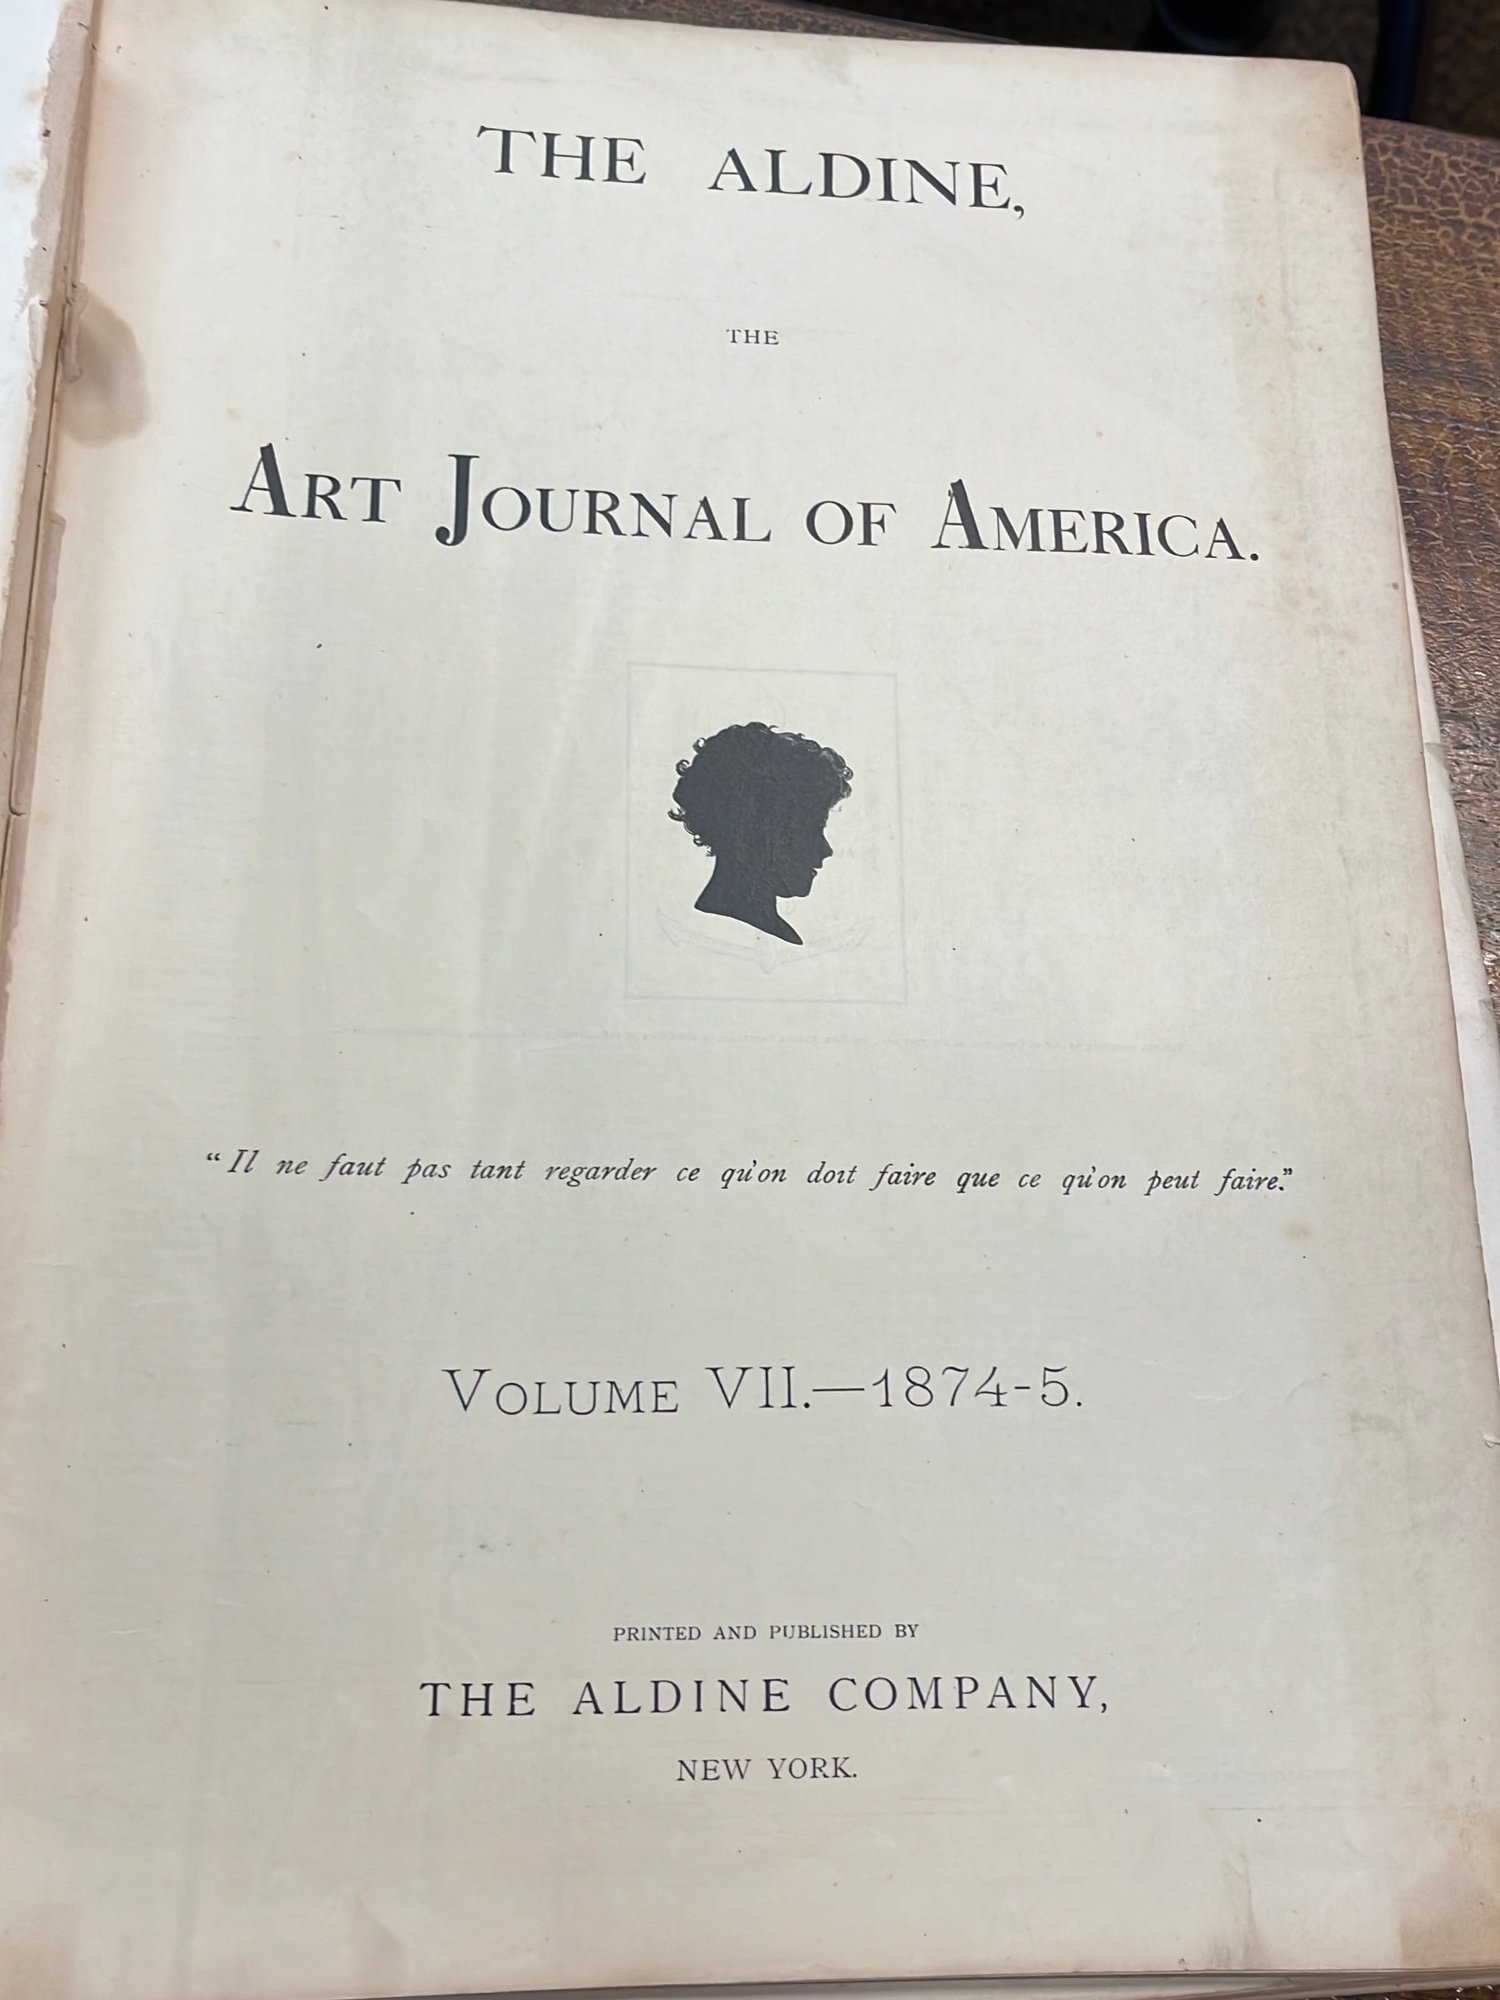 THE ALDINE,
THE
ART JOURNAL OF AMERICA.
“Il ne faut pas tant regarder ce qu'on doit faire que ce qu'on peut faire.”
VOLUME VII.—1874-5.
PRINTED AND PUBLISHED BY
THE ALDINE COMPANY,
NEW YORK.